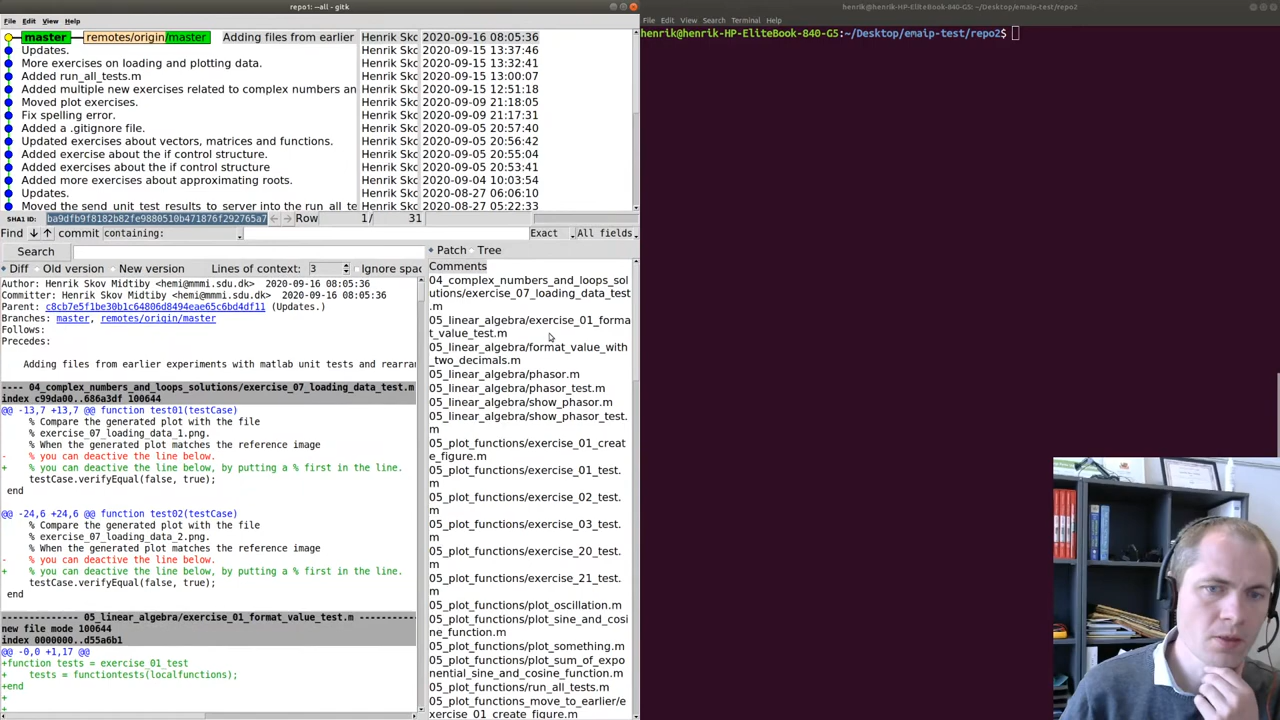 repo1: --all - gitk
File Edit View Help
master remotes/origin/master Adding files from earlier Henrik Skc 2020-09-16 08:05:36
Updates. Henrik Skc 2020-09-15 13:37:46
More exercises on loading and plotting data. Henrik Skc 2020-09-15 13:32:41
Added run_all_tests.m Henrik Skc 2020-09-15 13:00:07
Added multiple new exercises related to complex numbers an Henrik Skc 2020-09-15 12:51:18
Moved plot exercises. Henrik Skc 2020-09-09 21:18:05
Fix spelling error. Henrik Skc 2020-09-09 21:17:31
Added a .gitignore file. Henrik Skc 2020-09-05 20:57:40
Updated exercises about vectors, matrices and functions. Henrik Skc 2020-09-05 20:56:42
Added exercise about the if control structure. Henrik Skc 2020-09-05 20:55:04
Added exercises about the if control structure Henrik Skc 2020-09-05 20:53:41
Added more exercises about approximating roots. Henrik Skc 2020-09-04 10:03:54
Updates. Henrik Skc 2020-08-27 06:06:10
Moved the send_unit_test_results_to_server into the run_all_te Henrik Skc 2020-08-27 05:22:33
SHA1 ID: ba9dfb9f8182b82fe9880510b471876f292765a7 Row 1/ 31
Find commit containing: Exact All fields
Search
Diff Old version New version Lines of context: 3 Ignore spac
Author: Henrik Skov Midtiby <hemi@mmmi.sdu.dk> 2020-09-16 08:05:36
Committer: Henrik Skov Midtiby <hemi@mmmi.sdu.dk> 2020-09-16 08:05:36
Parent: c8cb7e5f1be30b1c64806d8494eae65c6bd4df11 (Updates.)
Branches: master, remotes/origin/master
Follows:
Precedes:
Adding files from earlier experiments with matlab unit tests and rearran
---- 04_complex_numbers_and_loops_solutions/exercise_07_loading_data_test.m
index c99da00..686a3df 100644
@@ -13,7 +13,7 @@ function test01(testCase)
% Compare the generated plot with the file
% exercise_07_loading_data_1.png.
% When the generated plot matches the reference image
- % you can deactive the line below.
+ % you can deactive the line below, by putting a % first in the line.
testCase.verifyEqual(false, true);
end
@@ -24,6 +24,6 @@ function test02(testCase)
% Compare the generated plot with the file
% exercise_07_loading_data_2.png.
% When the generated plot matches the reference image
- % you can deactive the line below.
+ % you can deactive the line below, by putting a % first in the line.
testCase.verifyEqual(false, true);
end
---------- 05_linear_algebra/exercise_01_format_value_test.m -----------
new file mode 100644
index 0000000..d55a6b1
@@ -0,0 +1,17 @@
+function tests = exercise_01_test
+ tests = functiontests(localfunctions);
+end
+
+
Patch Tree
Comments
04_complex_numbers_and_loops_sol
utions/exercise_07_loading_data_test
.m
05_linear_algebra/exercise_01_forma
t_value_test.m
05_linear_algebra/format_value_with
_two_decimals.m
05_linear_algebra/phasor.m
05_linear_algebra/phasor_test.m
05_linear_algebra/show_phasor.m
05_linear_algebra/show_phasor_test.
m
05_plot_functions/exercise_01_creat
e_figure.m
05_plot_functions/exercise_01_test.
m
05_plot_functions/exercise_02_test.
m
05_plot_functions/exercise_03_test.
m
05_plot_functions/exercise_20_test.
m
05_plot_functions/exercise_21_test.
m
05_plot_functions/plot_oscillation.m
05_plot_functions/plot_sine_and_cosi
ne_function.m
05_plot_functions/plot_something.m
05_plot_functions/plot_sum_of_expo
nential_sine_and_cosine_function.m
05_plot_functions/run_all_tests.m
05_plot_functions_move_to_earlier/e
xercise_01_create_figure.m
henrik@henrik-HP-EliteBook-840-G5: ~/Desktop/emaip-test/repo2
File Edit View Search Terminal Help
henrik@henrik-HP-EliteBook-840-G5:~/Desktop/emaip-test/repo2$